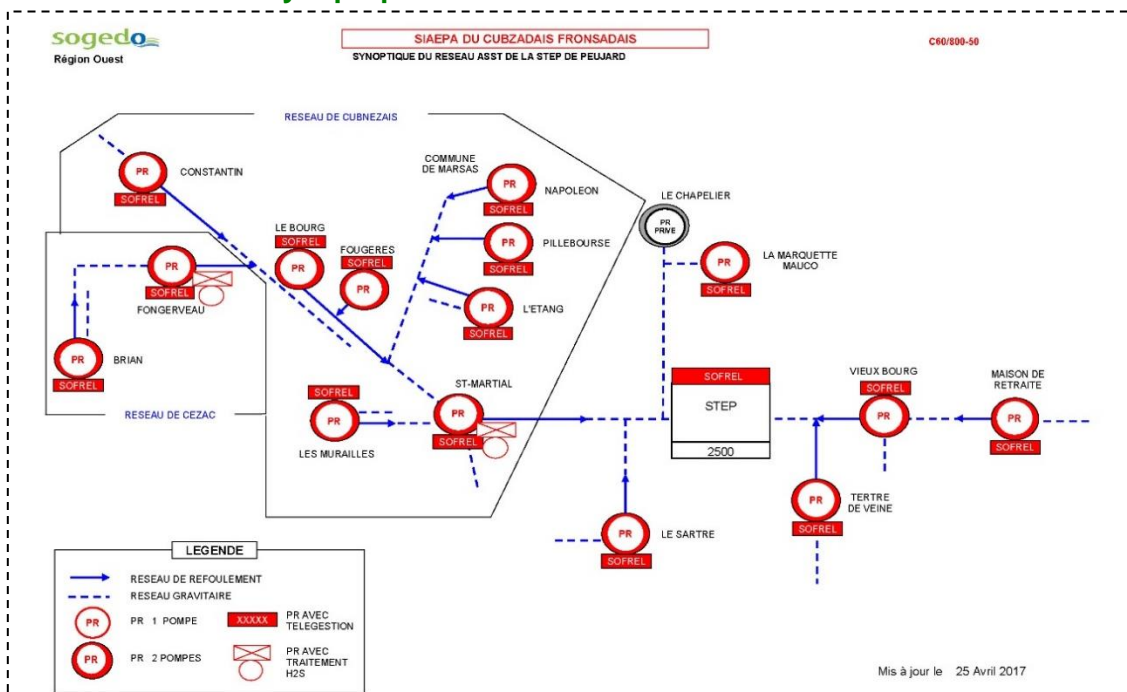 sogedo
Région Ouest
SIAEPA DU CUBZADAIS FRONSADAIS
SYNOPTIQUE DU RESEAU ASST DE LA STEP DE PEUJARD
C60/800-50
RESEAU DE CUBNEZAIS
PR
CONSTANTIN
SOFREL
COMMUNE
DE MARSAS
PR
NAPOLEON
SOFREL
LE CHAPELIER
PR
PRIVE
LE BOURG
SOFREL
PR
FOUGERES
SOFREL
PR
PR
PILLEBOURSE
SOFREL
PR
LA MARQUETTE
MAUCO
SOFREL
PR
SOFREL
FONGERVEAU
PR
L'ETANG
SOFREL
PR
BRIAN
SOFREL
RESEAU DE CEZAC
SOFREL
PR
LES MURAILLES
ST-MARTIAL
PR
SOFREL
SOFREL
STEP
2500
VIEUX BOURG
SOFREL
PR
MAISON DE
RETRAITE
PR
SOFREL
PR
LE SARTRE
SOFREL
PR
TERTRE
DE VEINE
SOFREL
LEGENDE
RESEAU DE REFOULEMENT
RESEAU GRAVITAIRE
PR
PR 1 POMPE
XXXXX
PR AVEC
TELEGESTION
PR
PR 2 POMPES
PR AVEC
TRAITEMENT
H2S
Mis à jour le 25 Avril 2017